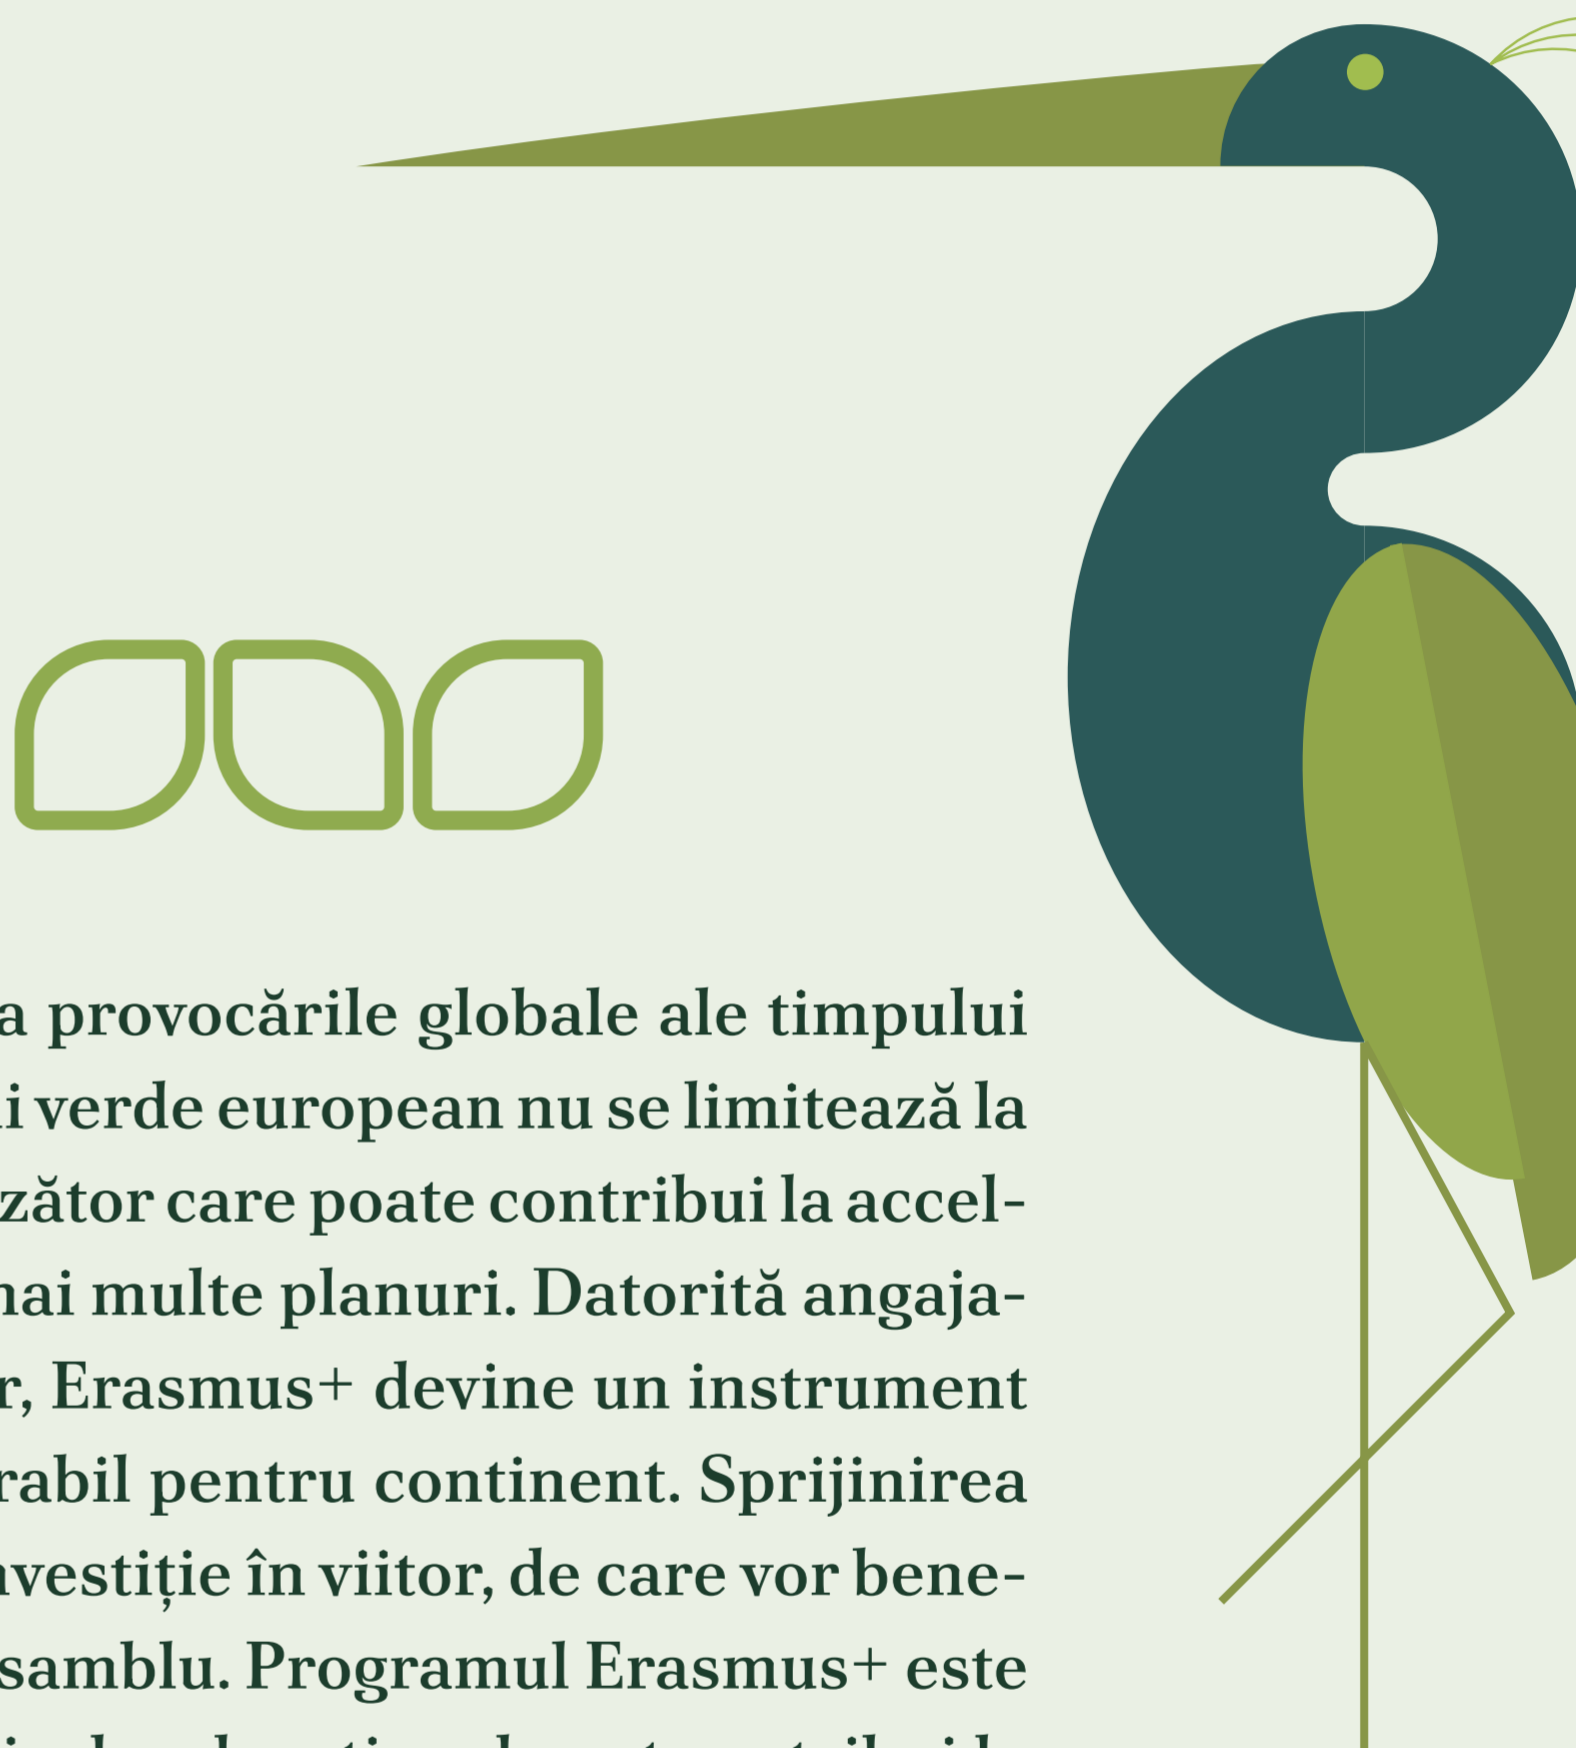 a provocările globale ale timpului
i verde european nu se limitează la
zător care poate contribui la accel-
mai multe planuri. Datorită angaja-
r, Erasmus+ devine un instrument
rabil pentru continent. Sprijinirea
nvestiție în viitor, de care vor bene-
samblu. Programul Erasmus+ este